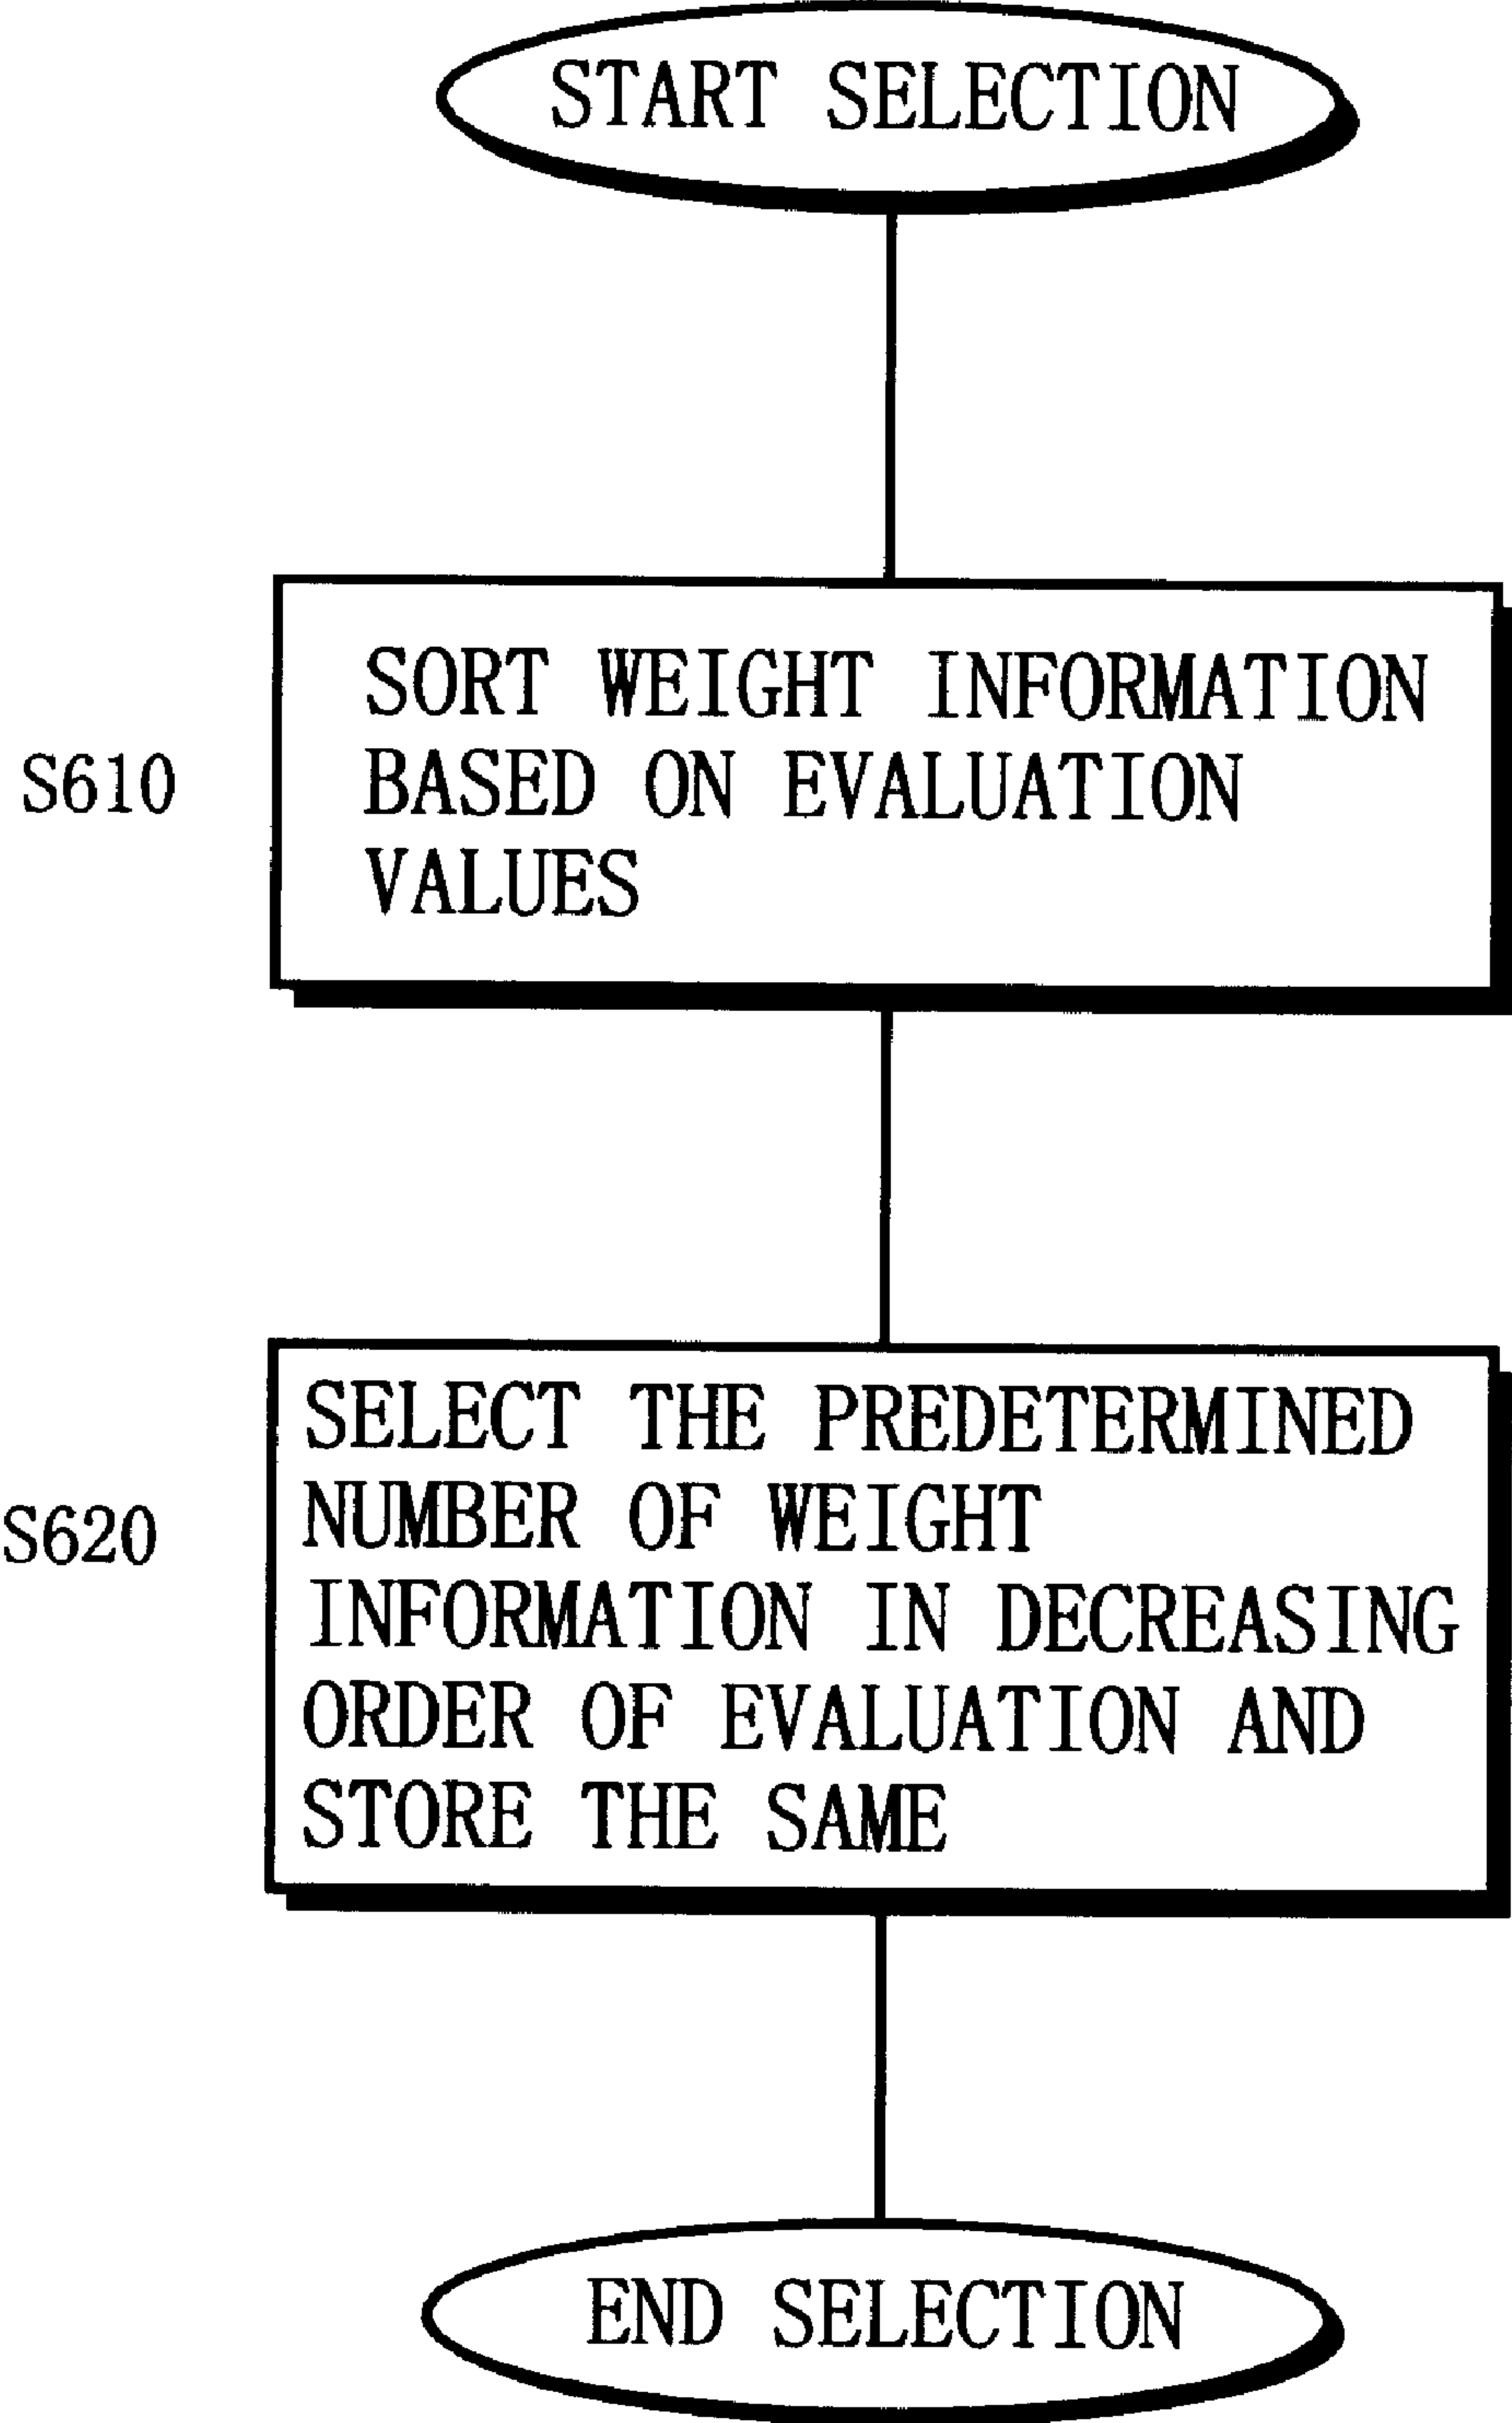 START SELECTION
S610
SORT WEIGHT INFORMATION
BASED ON EVALUATION
VALUES
S620
SELECT THE PREDETERMINED
NUMBER OF WEIGHT
INFORMATION IN DECREASING
ORDER OF EVALUATION AND
STORE THE SAME
END SELECTION